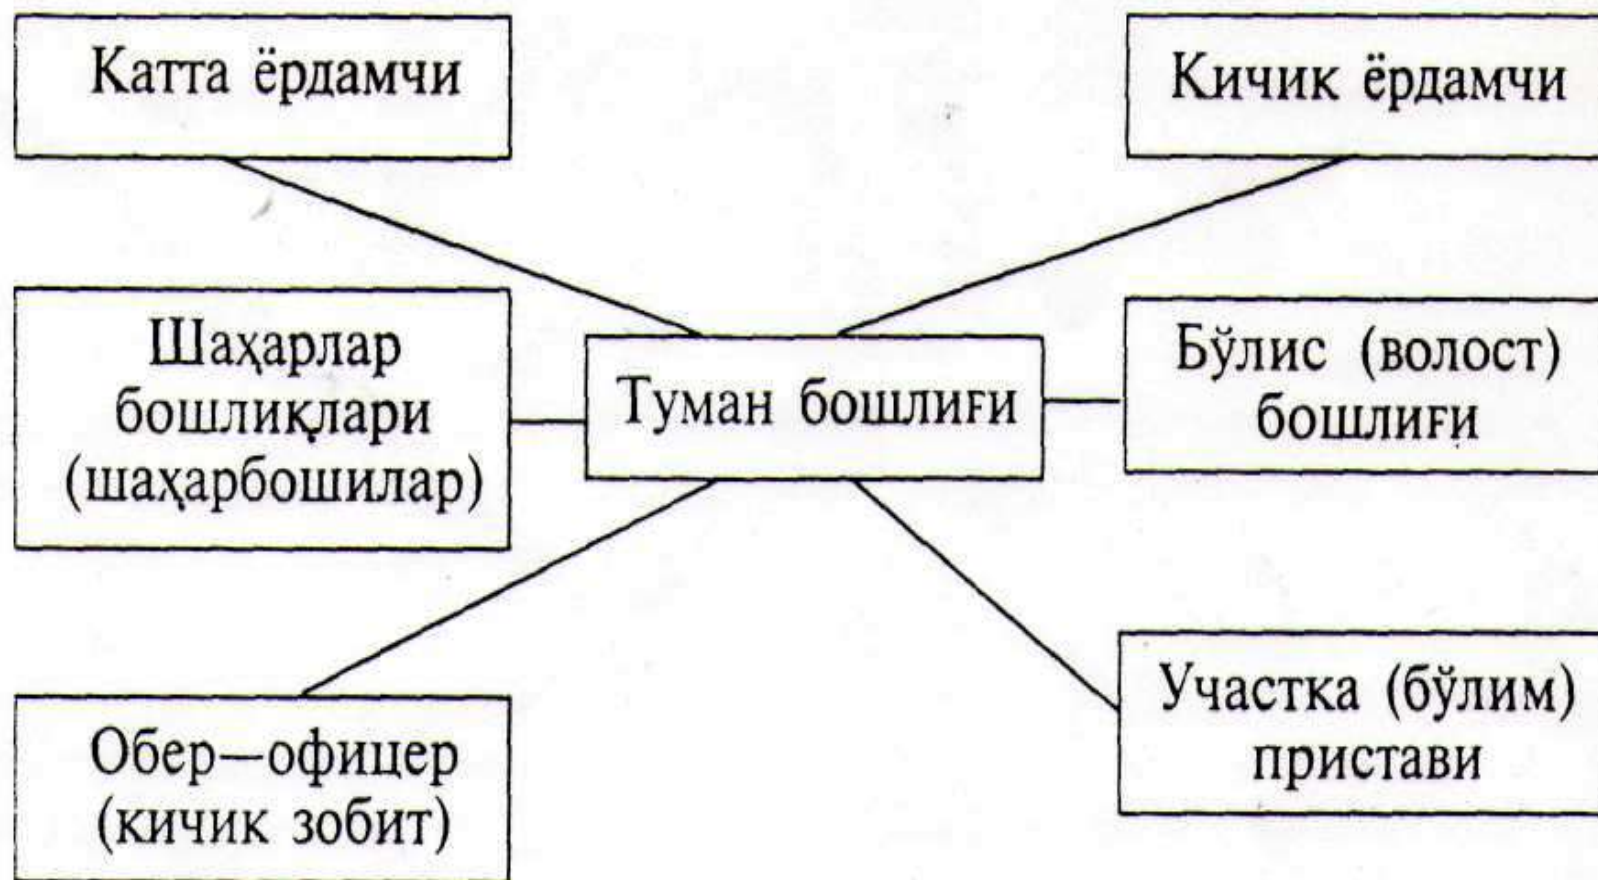 Катта ёрдамчи
Кичик ёрдамчи
Шаҳарлар
бошлиқлари
(шаҳарбошилар)
Туман бошлиғи
Бўлис (волост)
бошлиғи
Обер—офицер
(кичик зобит)
Участка (бўлим)
пристави